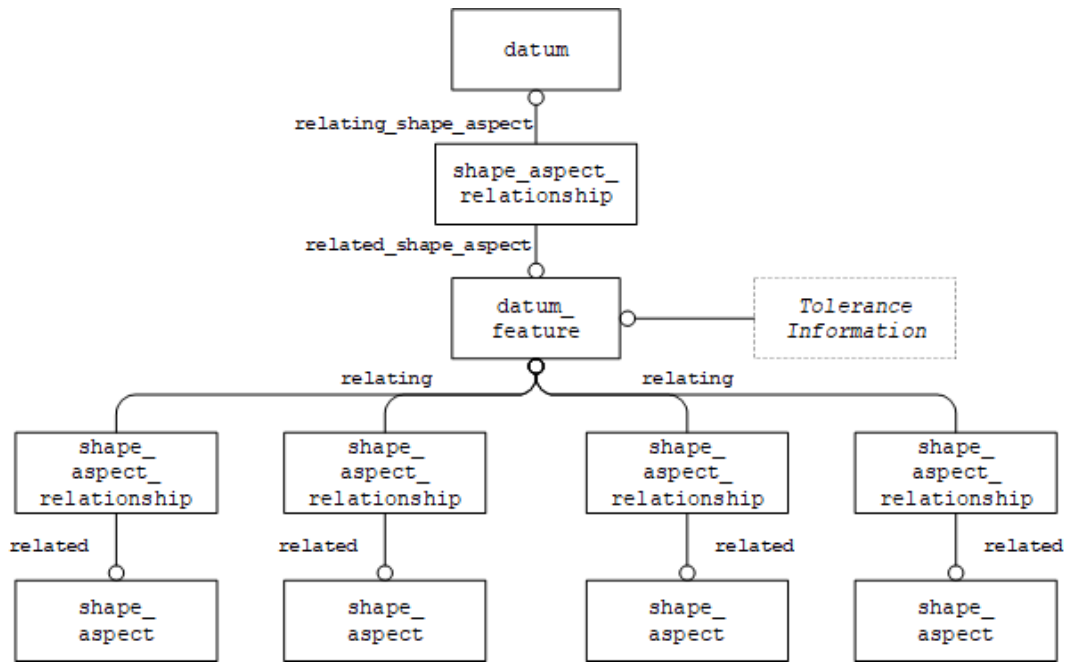 datum
relating_shape_aspect
shape_aspect_
relationship
related_shape_aspect
datum_
feature
Tolerance
Information
relating
relating
shape_
aspect_
relationship
shape_
aspect_
relationship
shape_
aspect_
relationship
shape_
aspect_
relationship
related
related
related
related
shape_
aspect
shape_
aspect
shape_
aspect
shape_
aspect